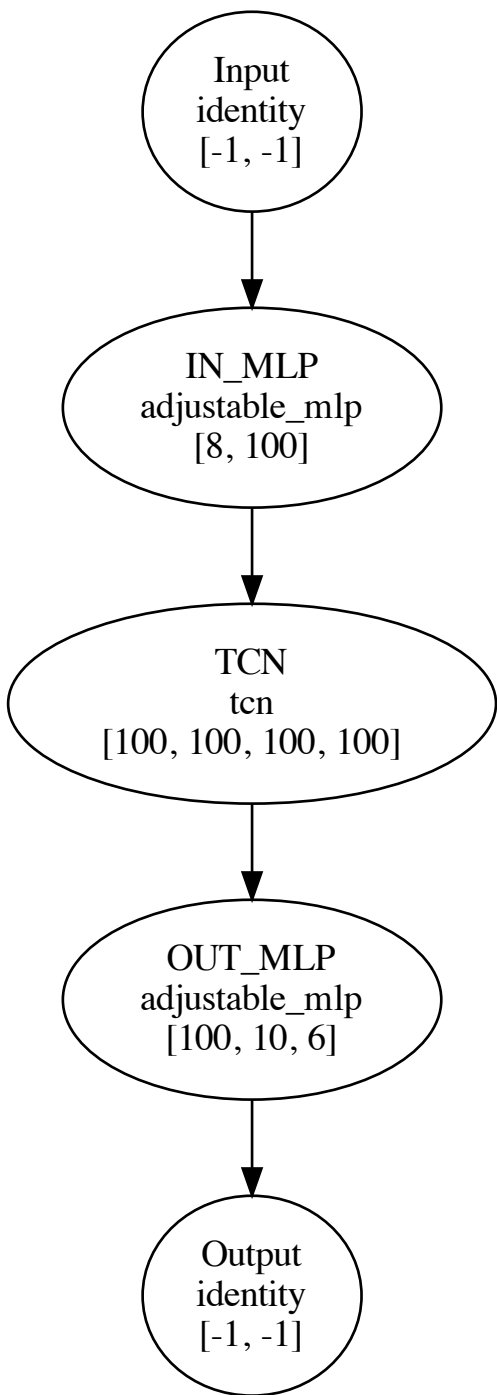 Input
identity
[-1, -1]
IN_MLP
adjustable_mlp
[8, 100]
TCN
tcn
[100, 100, 100, 100]
OUT_MLP
adjustable_mlp
[100, 10, 6]
Output
identity
[-1, -1]